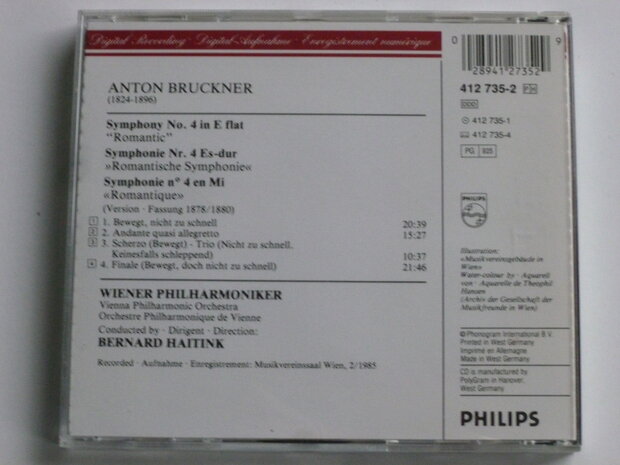 Digital Recording · Digital-Aufnahme · Enregistrement numérique
ANTON BRUCKNER
(1824-1896)
Symphony No. 4 in E flat
“Romantic”
Symphonie Nr. 4 Es-dur
»Romantische Symphonie«
Symphonie n° 4 en Mi
«Romantique»
(Version · Fassung 1878/1880)
1 1. Bewegt, nicht zu schnell 20:39
2 2. Andante quasi allegretto 15:27
3 3. Scherzo (Bewegt) - Trio (Nicht zu schnell.
Keinesfalls schleppend) 10:37
4 4. Finale (Bewegt, doch nicht zu schnell) 21:46
WIENER PHILHARMONIKER
Vienna Philharmonic Orchestra
Orchestre Philharmonique de Vienne
Conducted by · Dirigent · Direction:
BERNARD HAITINK
Recorded · Aufnahme · Enregistrement: Musikvereinssaal Wien, 2/1985
0 28941 27352 9
412 735-2 PH
DDD
412 735-1
412 735-4
PG 925
PHILIPS
Illustration:
«Musikvereinsgebäude in
Wien»
Water-colour by · Aquarell
von · Aquarelle de Theophil
Hansen
(Archiv der Gesellschaft der
Musikfreunde in Wien)
℗ Phonogram International B.V.
Printed in West Germany
Imprimé en Allemagne
Made in West Germany
CD is manufactured by
PolyGram in Hanover,
West Germany
PHILIPS